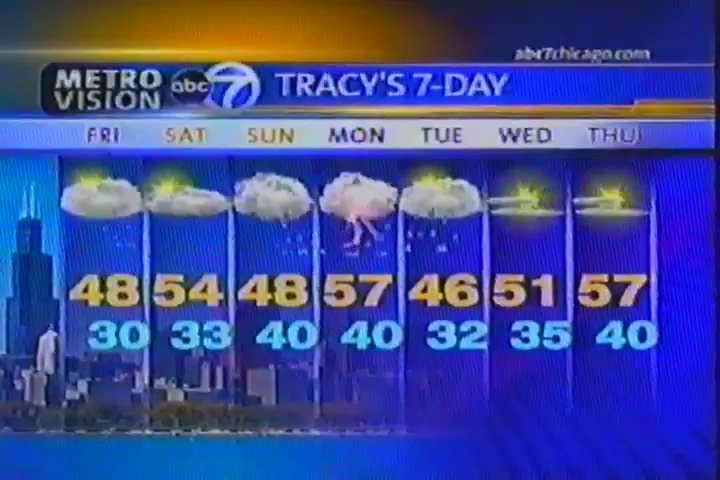 abc7chicago.com
METRO VISION abc 7 TRACY'S 7-DAY
FRI SAT SUN MON TUE WED THU
48 54 48 57 46 51 57
30 33 40 40 32 35 40